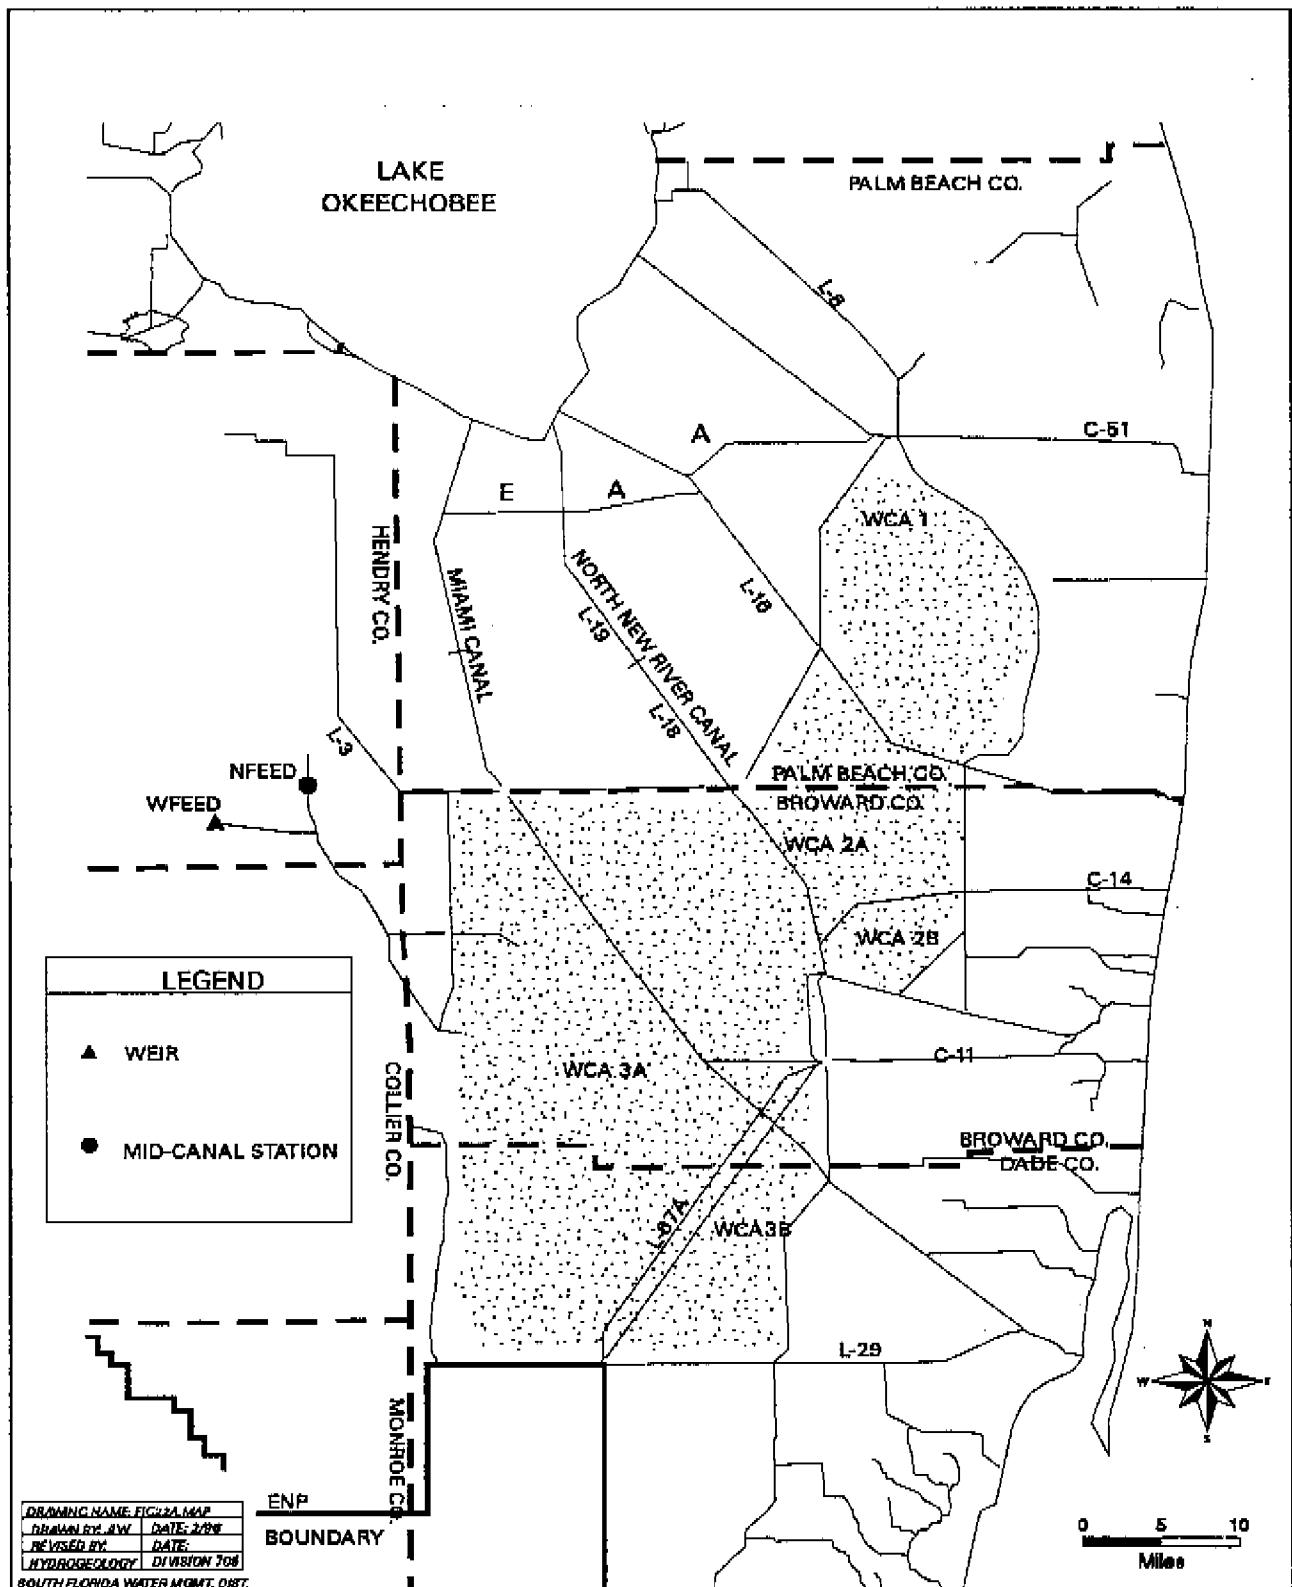 LAKE
OKEECHOBEE
PALM BEACH CO.
L-8
C-51
A
E
A
WCA 1
HENDRY CO.
MIAMI CANAL
NORTH NEW RIVER CANAL
L-19
L-18
L-3
NFEED
WFEED
PALM BEACH CO.
BROWARD CO.
WCA 2A
C-14
WCA 2B
LEGEND
WEIR
MID-CANAL STATION
C-11
WCA 3A
COLLIER CO.
BROWARD CO.
DADE CO.
L-67A
WCA3B
L-29
N
W
E
S
MONROE CO.
ENP
BOUNDARY
0 5 10
Miles
DRAWING NAME: FIG22A.MAP
DRAWN BY: DATE:
REVISED BY: DATE:
HYDROGEOLOGY DIVISION
SOUTH FLORIDA WATER MGMT. DIST.